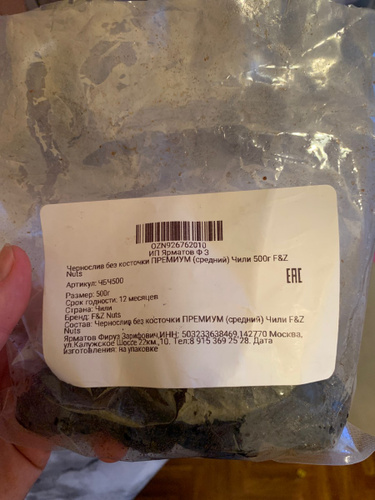 OZN926762010
ИП Ярматов Ф З
Чернослив без косточки ПРЕМИУМ (средний) Чили 500г F&Z
Nuts
EAC
Артикул: ЧБЧ500
Размер: 500г
Срок годности: 12 месяцев
Страна: Чили
Бренд: F&Z Nuts
Состав: Чернослив без косточки ПРЕМИУМ (средний) Чили F&Z
Nuts
Ярматов Фируз Зарифович,ИНН: 503233638469,142770 Москва,
ул.Калужское Шоссе 22км.,10. Тел:8 915 369 25 28. Дата
изготовления: на упаковке